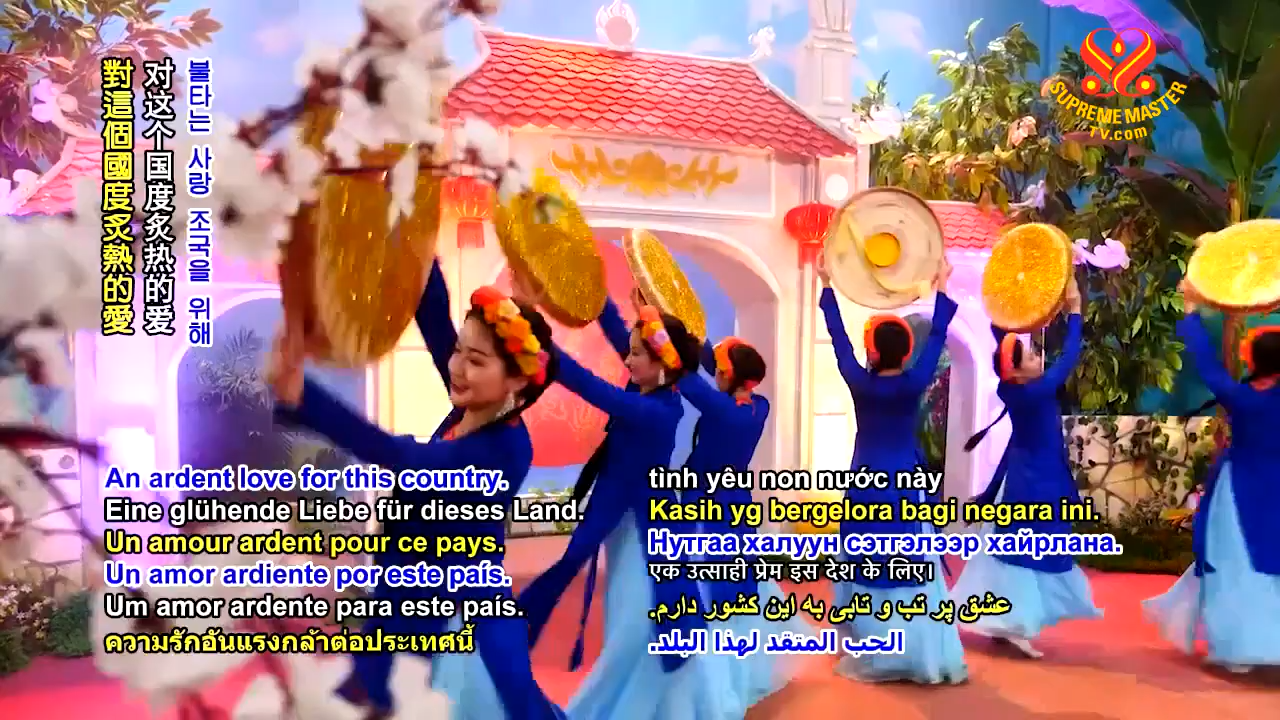 對這個國度炙熱的愛
对这个国度炙热的爱
불타는 사랑 조국을 위해
SUPREME MASTER
TV.com
An ardent love for this country.
Eine glühende Liebe für dieses Land.
Un amour ardent pour ce pays.
Un amor ardiente por este país.
Um amor ardente para este país.
ความรักอันแรงกล้าต่อประเทศนี้
tình yêu non nước này
Kasih yg bergelora bagi negara ini.
Нутгаа халуун сэтгэлээр хайрлана.
एक उत्साही प्रेम इस देश के लिए।
عشق پر تب و تابی به این کشور دارم.
الحب المتقد لهذا البلد.